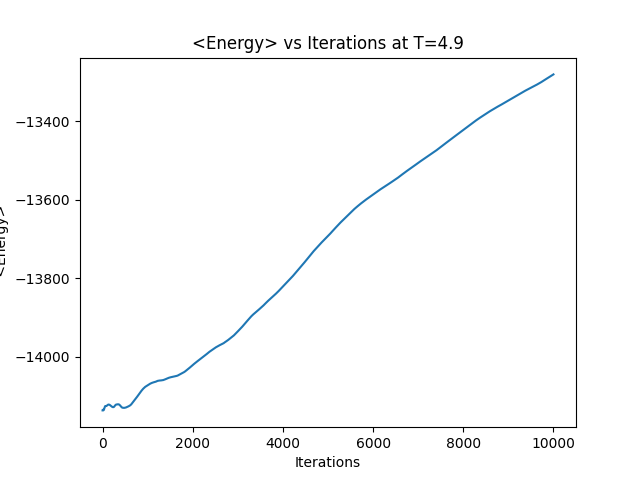 <Energy> vs Iterations at T=4.9
−13400
−13600
−13800
−14000
<Energy>
0 2000 4000 6000 8000 10000
Iterations